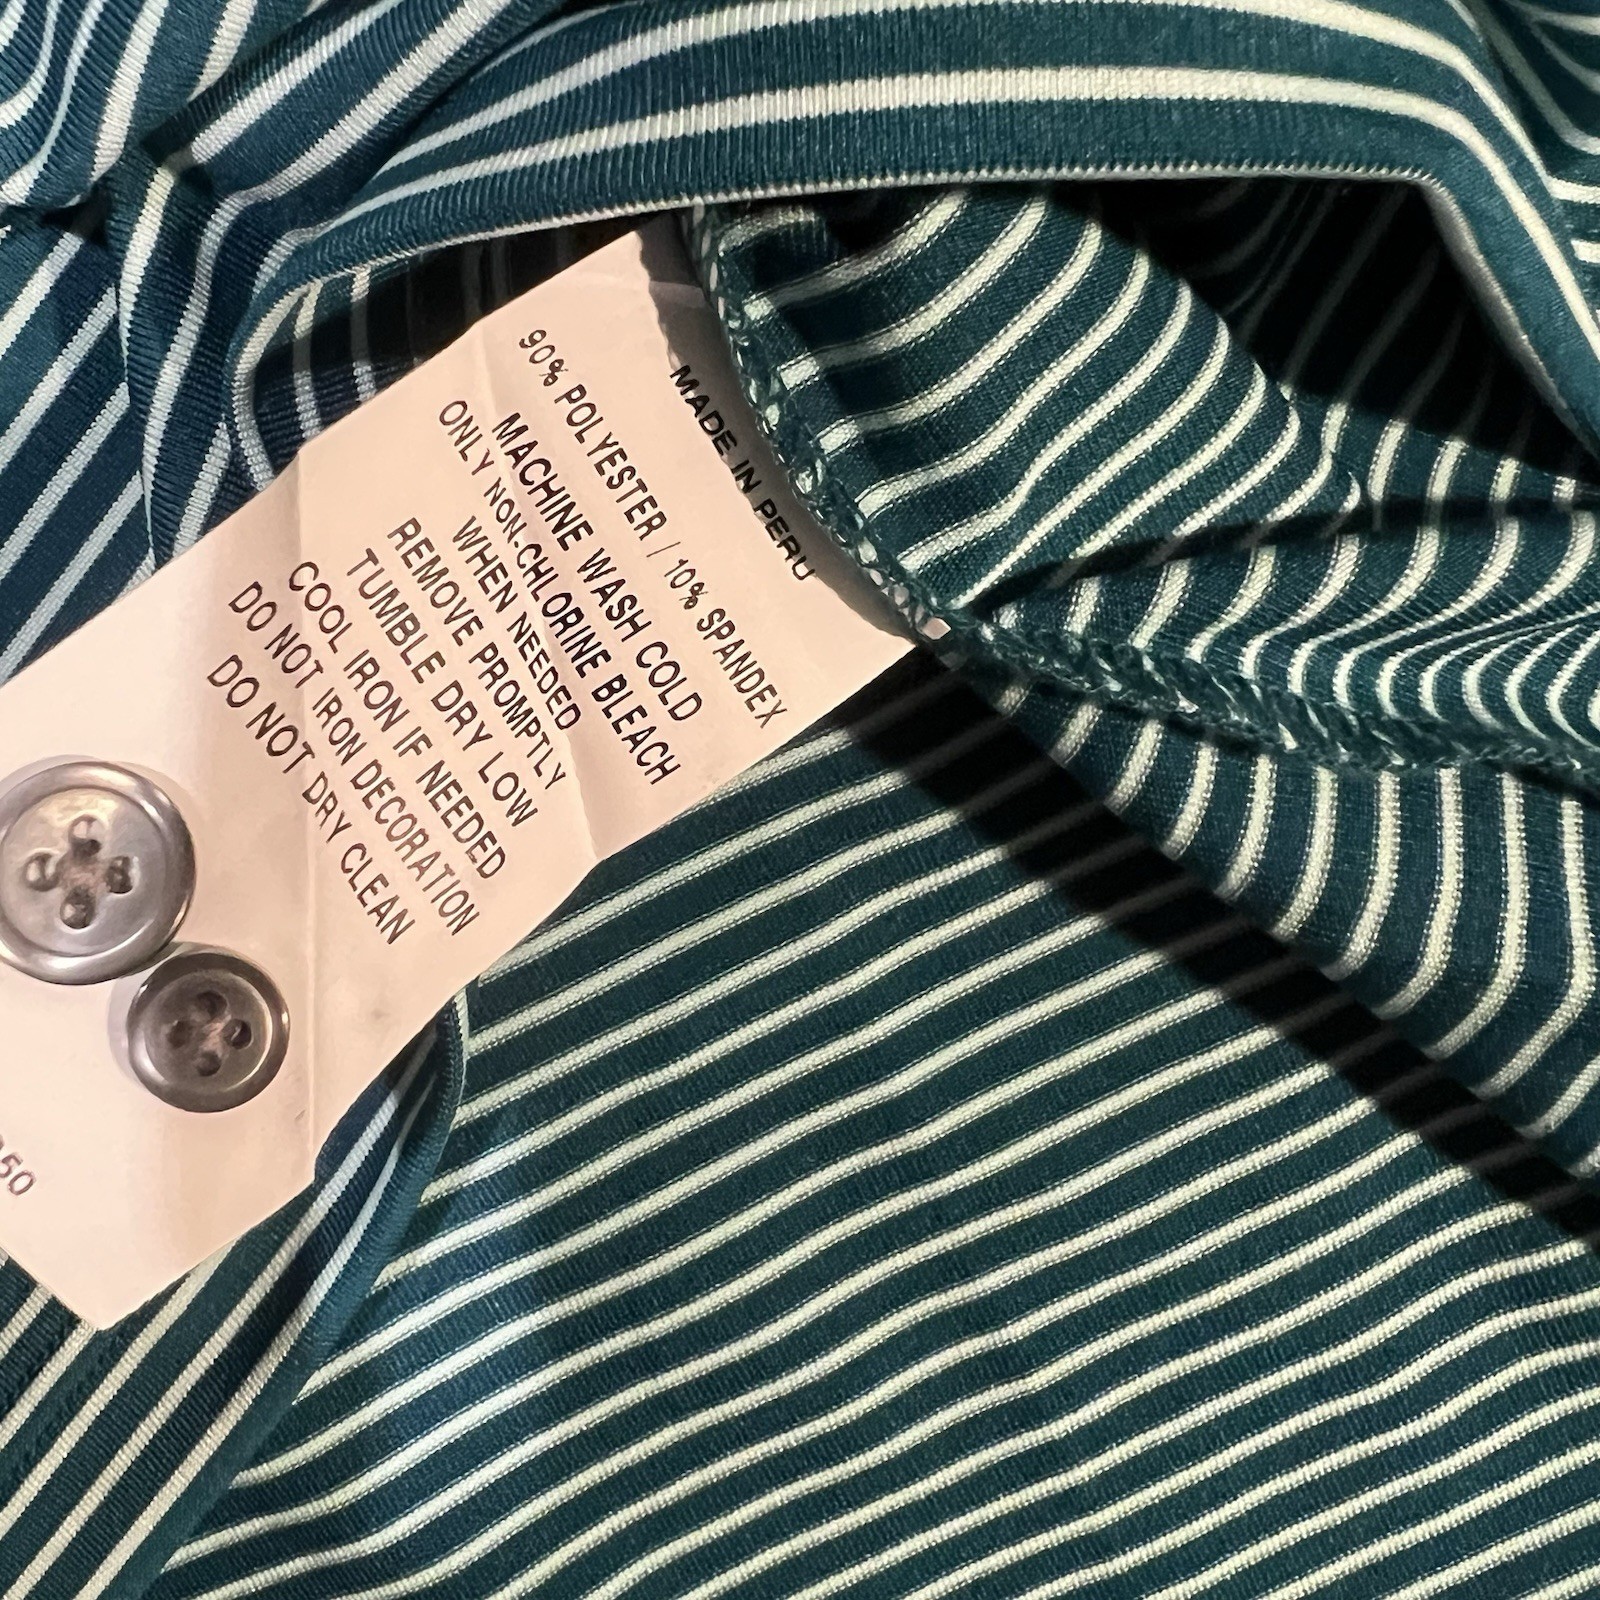 MADE IN PERU
90% POLYESTER / 10% SPANDEX
MACHINE WASH COLD
ONLY NON-CHLORINE BLEACH
WHEN NEEDED
REMOVE PROMPTLY
TUMBLE DRY LOW
COOL IRON IF NEEDED
DO NOT IRON DECORATION
DO NOT DRY CLEAN